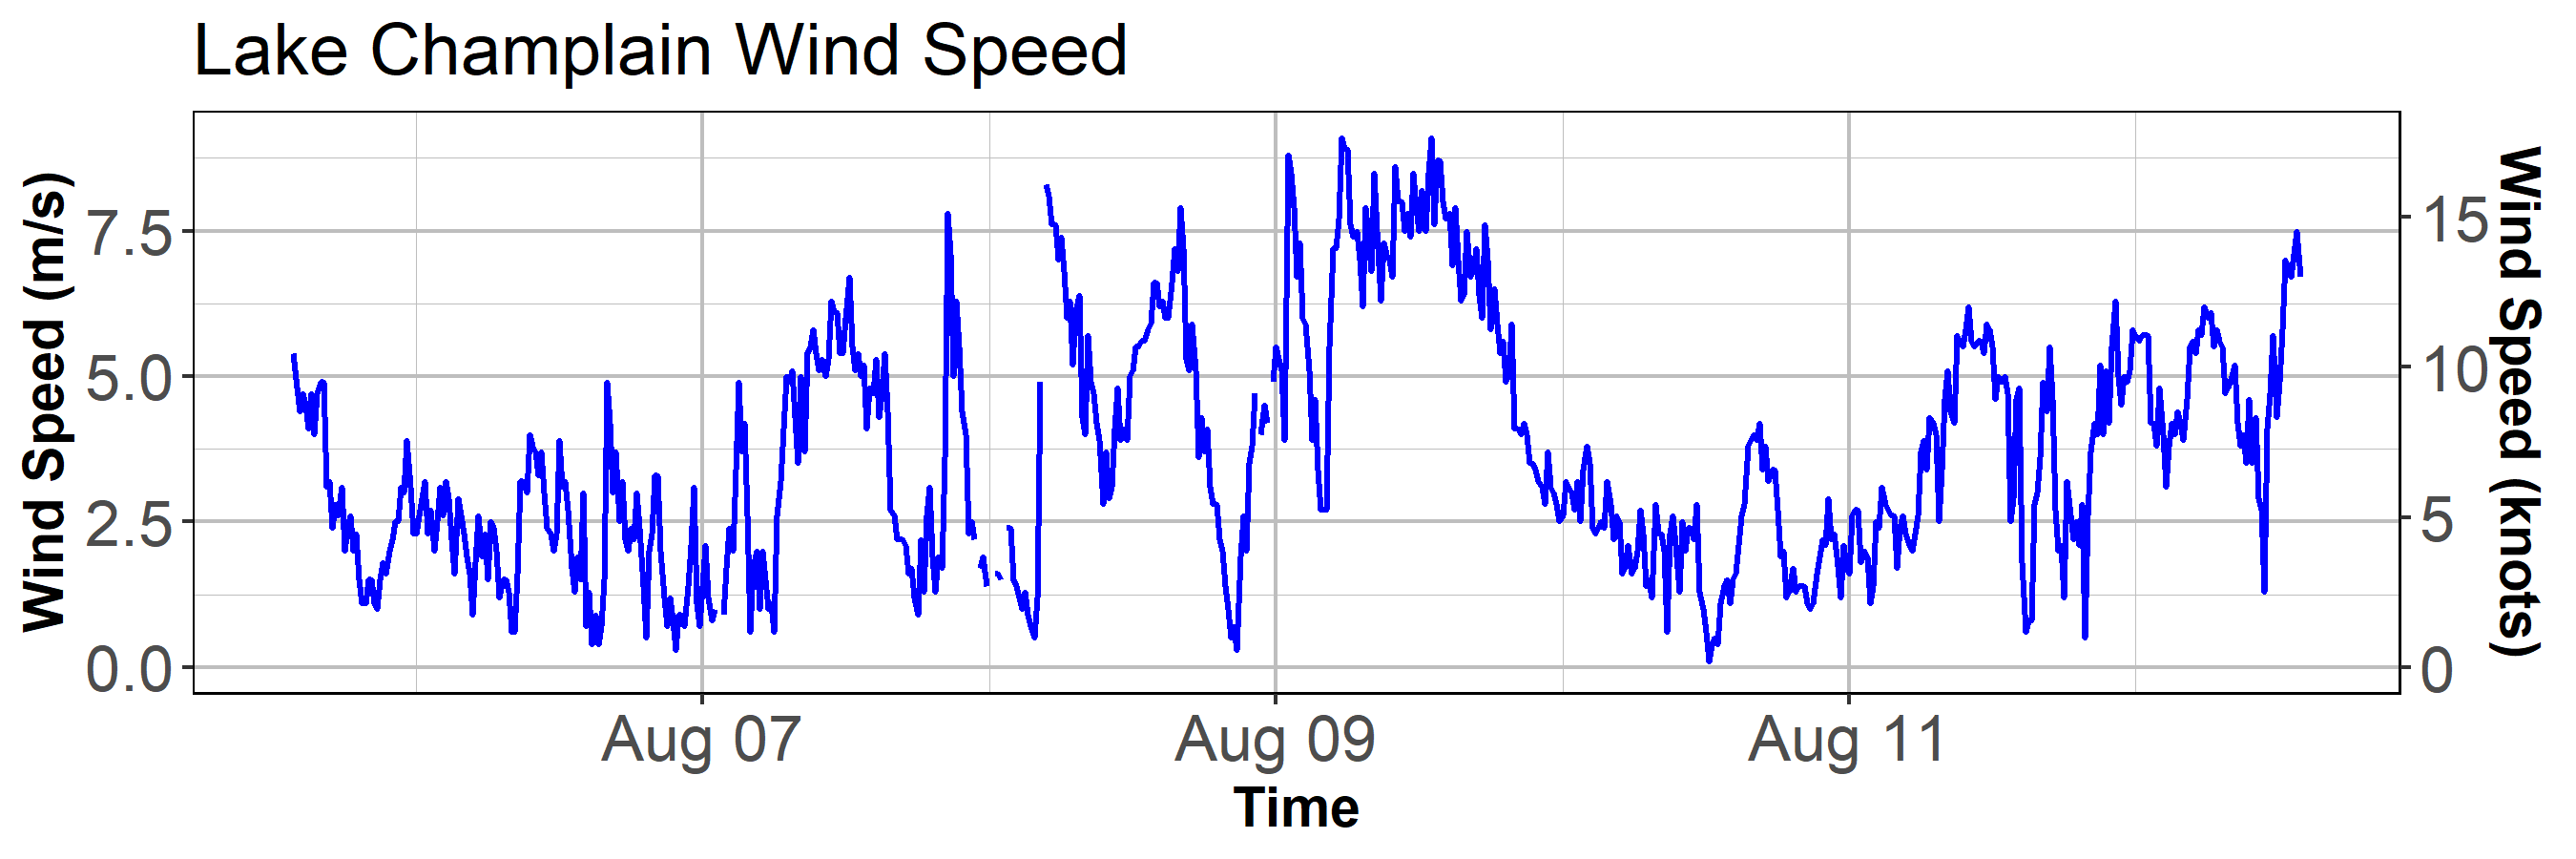 Lake Champlain Wind Speed
Wind Speed (m/s)
7.5
5.0
2.5
0.0
15
10
5
0
Wind Speed (knots)
Aug 07
Aug 09
Aug 11
Time